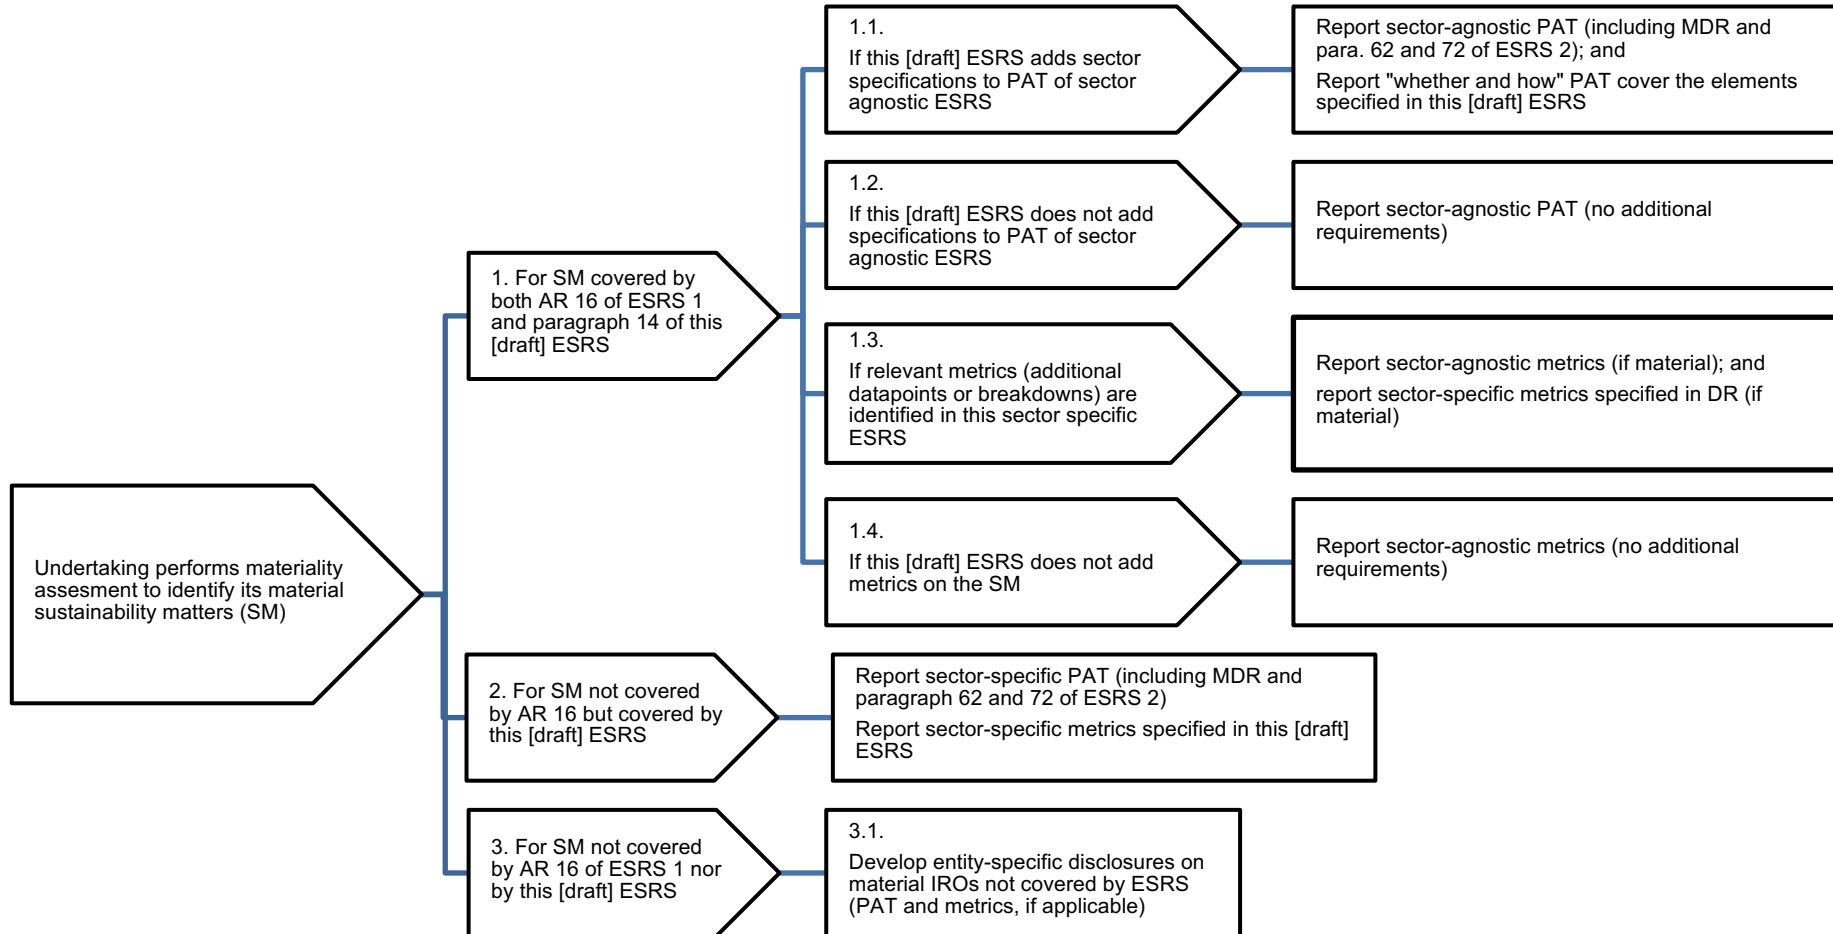 1.1.
If this [draft] ESRS adds sector
specifications to PAT of sector
agnostic ESRS
Report sector-agnostic PAT (including MDR and
para. 62 and 72 of ESRS 2); and
Report "whether and how" PAT cover the elements
specified in this [draft] ESRS
1.2.
If this [draft] ESRS does not add
specifications to PAT of sector
agnostic ESRS
Report sector-agnostic PAT (no additional
requirements)
1. For SM covered by
both AR 16 of ESRS 1
and paragraph 14 of this
[draft] ESRS
1.3.
If relevant metrics (additional
datapoints or breakdowns) are
identified in this sector specific
ESRS
Report sector-agnostic metrics (if material); and
report sector-specific metrics specified in DR (if
material)
1.4.
If this [draft] ESRS does not add
metrics on the SM
Report sector-agnostic metrics (no additional
requirements)
Undertaking performs materiality
assesment to identify its material
sustainability matters (SM)
2. For SM not covered
by AR 16 but covered by
this [draft] ESRS
Report sector-specific PAT (including MDR and
paragraph 62 and 72 of ESRS 2)
Report sector-specific metrics specified in this [draft]
ESRS
3. For SM not covered
by AR 16 of ESRS 1 nor
by this [draft] ESRS
3.1.
Develop entity-specific disclosures on
material IROs not covered by ESRS
(PAT and metrics, if applicable)